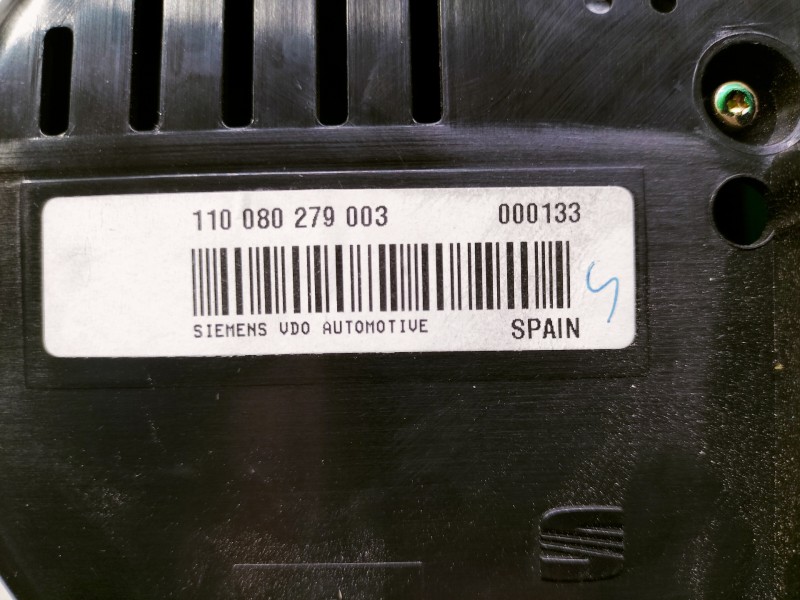 110 080 279 003 000133
SIEMENS VDO AUTOMOTIVE SPAIN